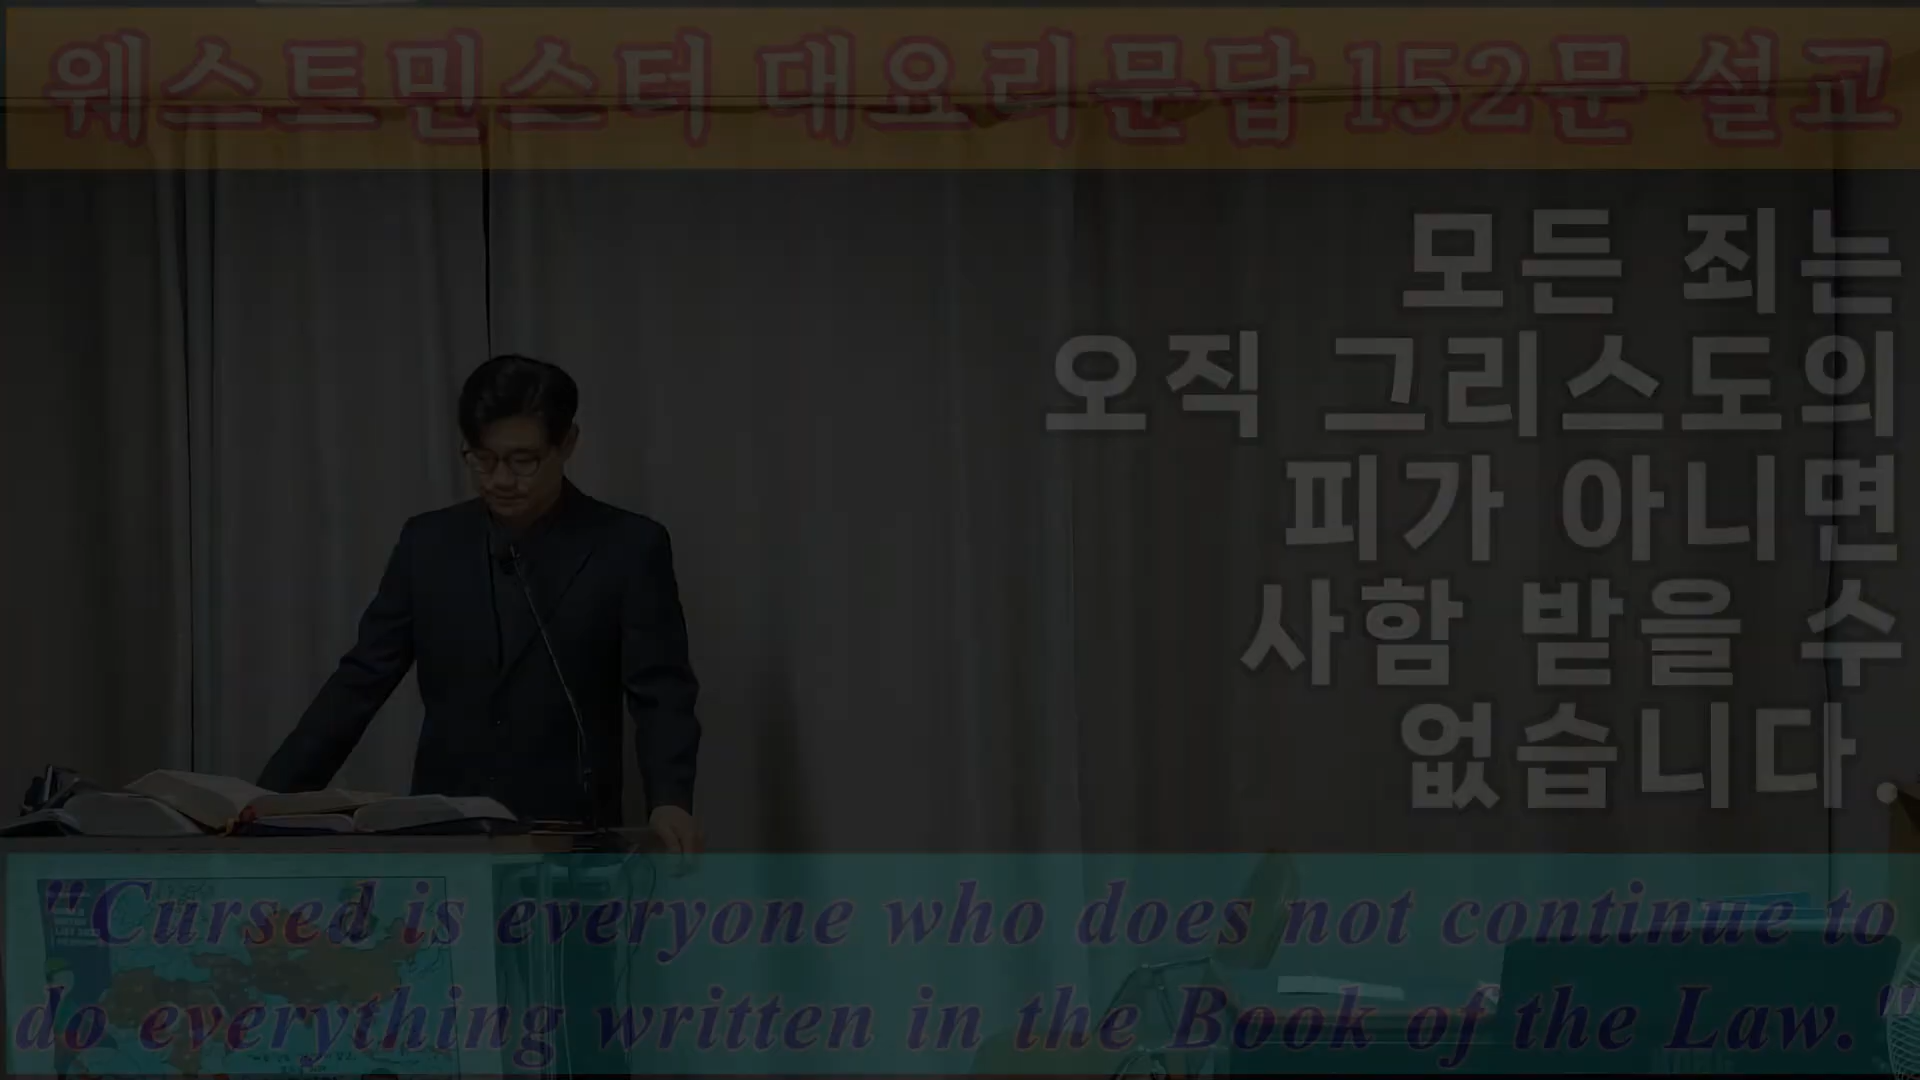 웨스트민스터 대요리문답 152문 설교
모든 죄는
오직 그리스도의
피가 아니면
사함 받을 수
없습니다.
"Cursed is everyone who does not continue to
do everything written in the Book of the Law."